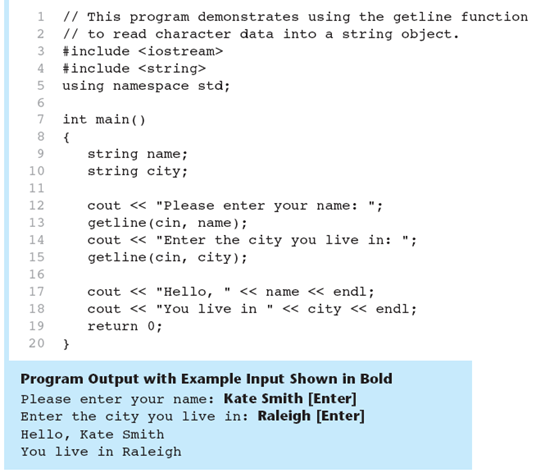 1 // This program demonstrates using the getline function
2 // to read character data into a string object.
3 #include <iostream>
4 #include <string>
5 using namespace std;
6
7 int main()
8 {
9 string name;
10 string city;
11
12 cout << "Please enter your name: ";
13 getline(cin, name);
14 cout << "Enter the city you live in: ";
15 getline(cin, city);
16
17 cout << "Hello, " << name << endl;
18 cout << "You live in " << city << endl;
19 return 0;
20 }
Program Output with Example Input Shown in Bold
Please enter your name: Kate Smith [Enter]
Enter the city you live in: Raleigh [Enter]
Hello, Kate Smith
You live in Raleigh